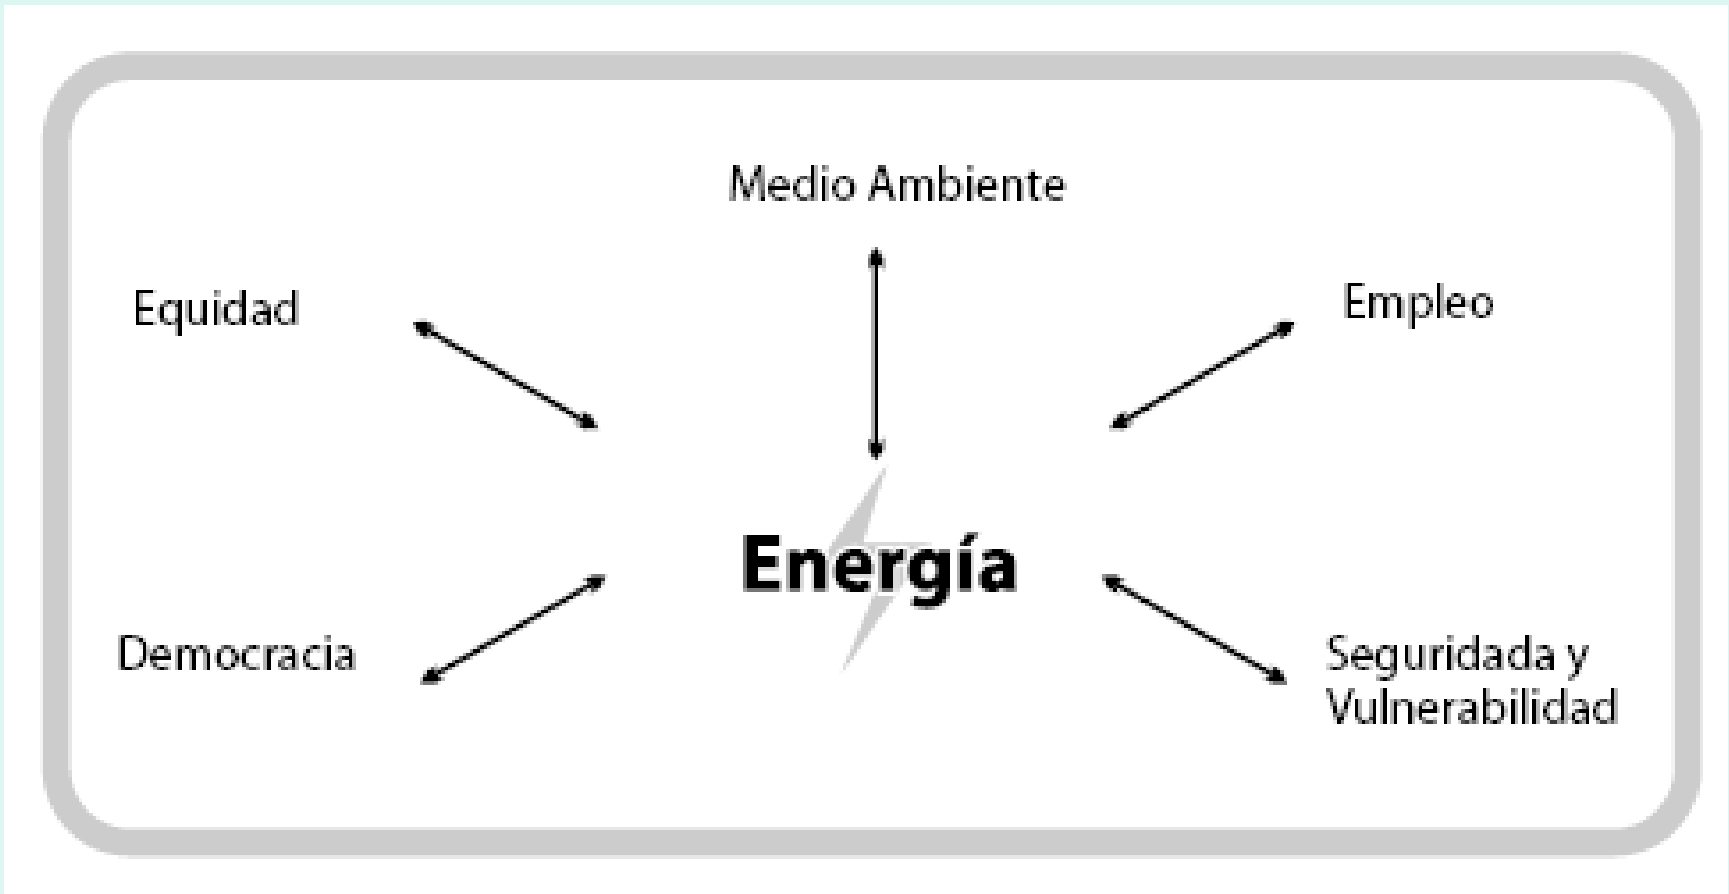 Medio Ambiente
Equidad
Empleo
Energía
Democracia
Seguridada y
Vulnerabilidad